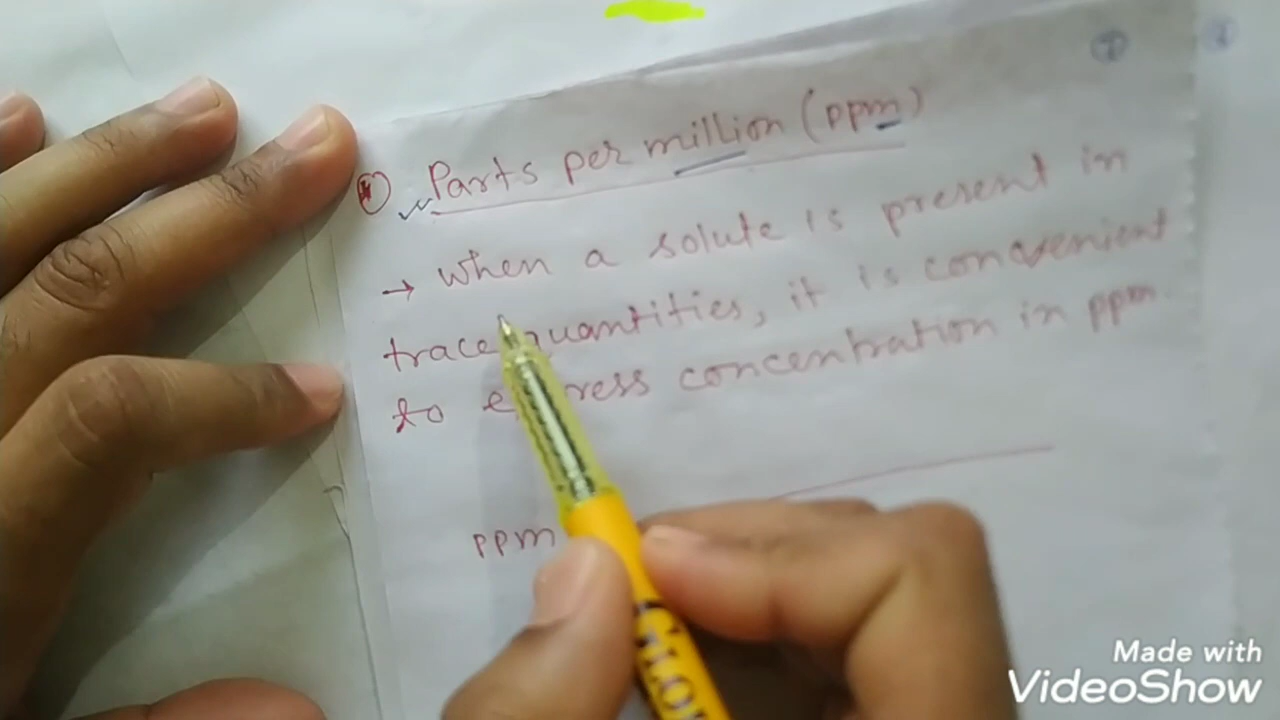 Parts per million (ppm)
→ When a solute is present in
trace quantities, it is convenient
to express concentration in ppm.
ppm
Made with
VideoShow